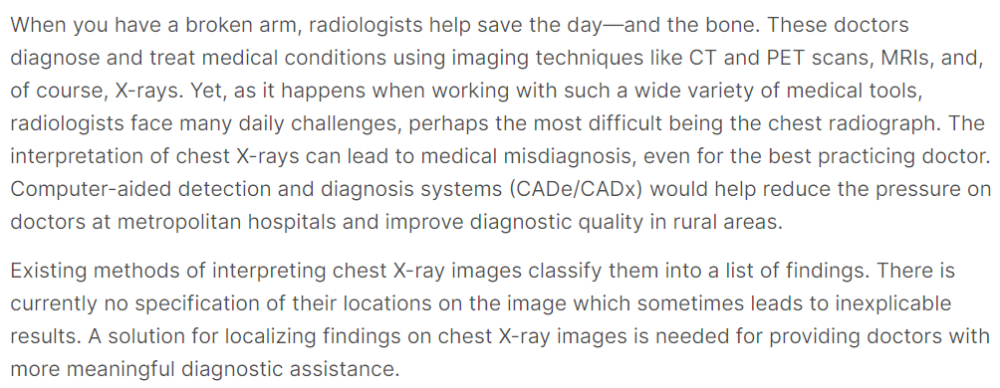 When you have a broken arm, radiologists help save the day—and the bone. These doctors
diagnose and treat medical conditions using imaging techniques like CT and PET scans, MRIs, and,
of course, X-rays. Yet, as it happens when working with such a wide variety of medical tools,
radiologists face many daily challenges, perhaps the most difficult being the chest radiograph. The
interpretation of chest X-rays can lead to medical misdiagnosis, even for the best practicing doctor.
Computer-aided detection and diagnosis systems (CADe/CADx) would help reduce the pressure on
doctors at metropolitan hospitals and improve diagnostic quality in rural areas.
Existing methods of interpreting chest X-ray images classify them into a list of findings. There is
currently no specification of their locations on the image which sometimes leads to inexplicable
results. A solution for localizing findings on chest X-ray images is needed for providing doctors with
more meaningful diagnostic assistance.